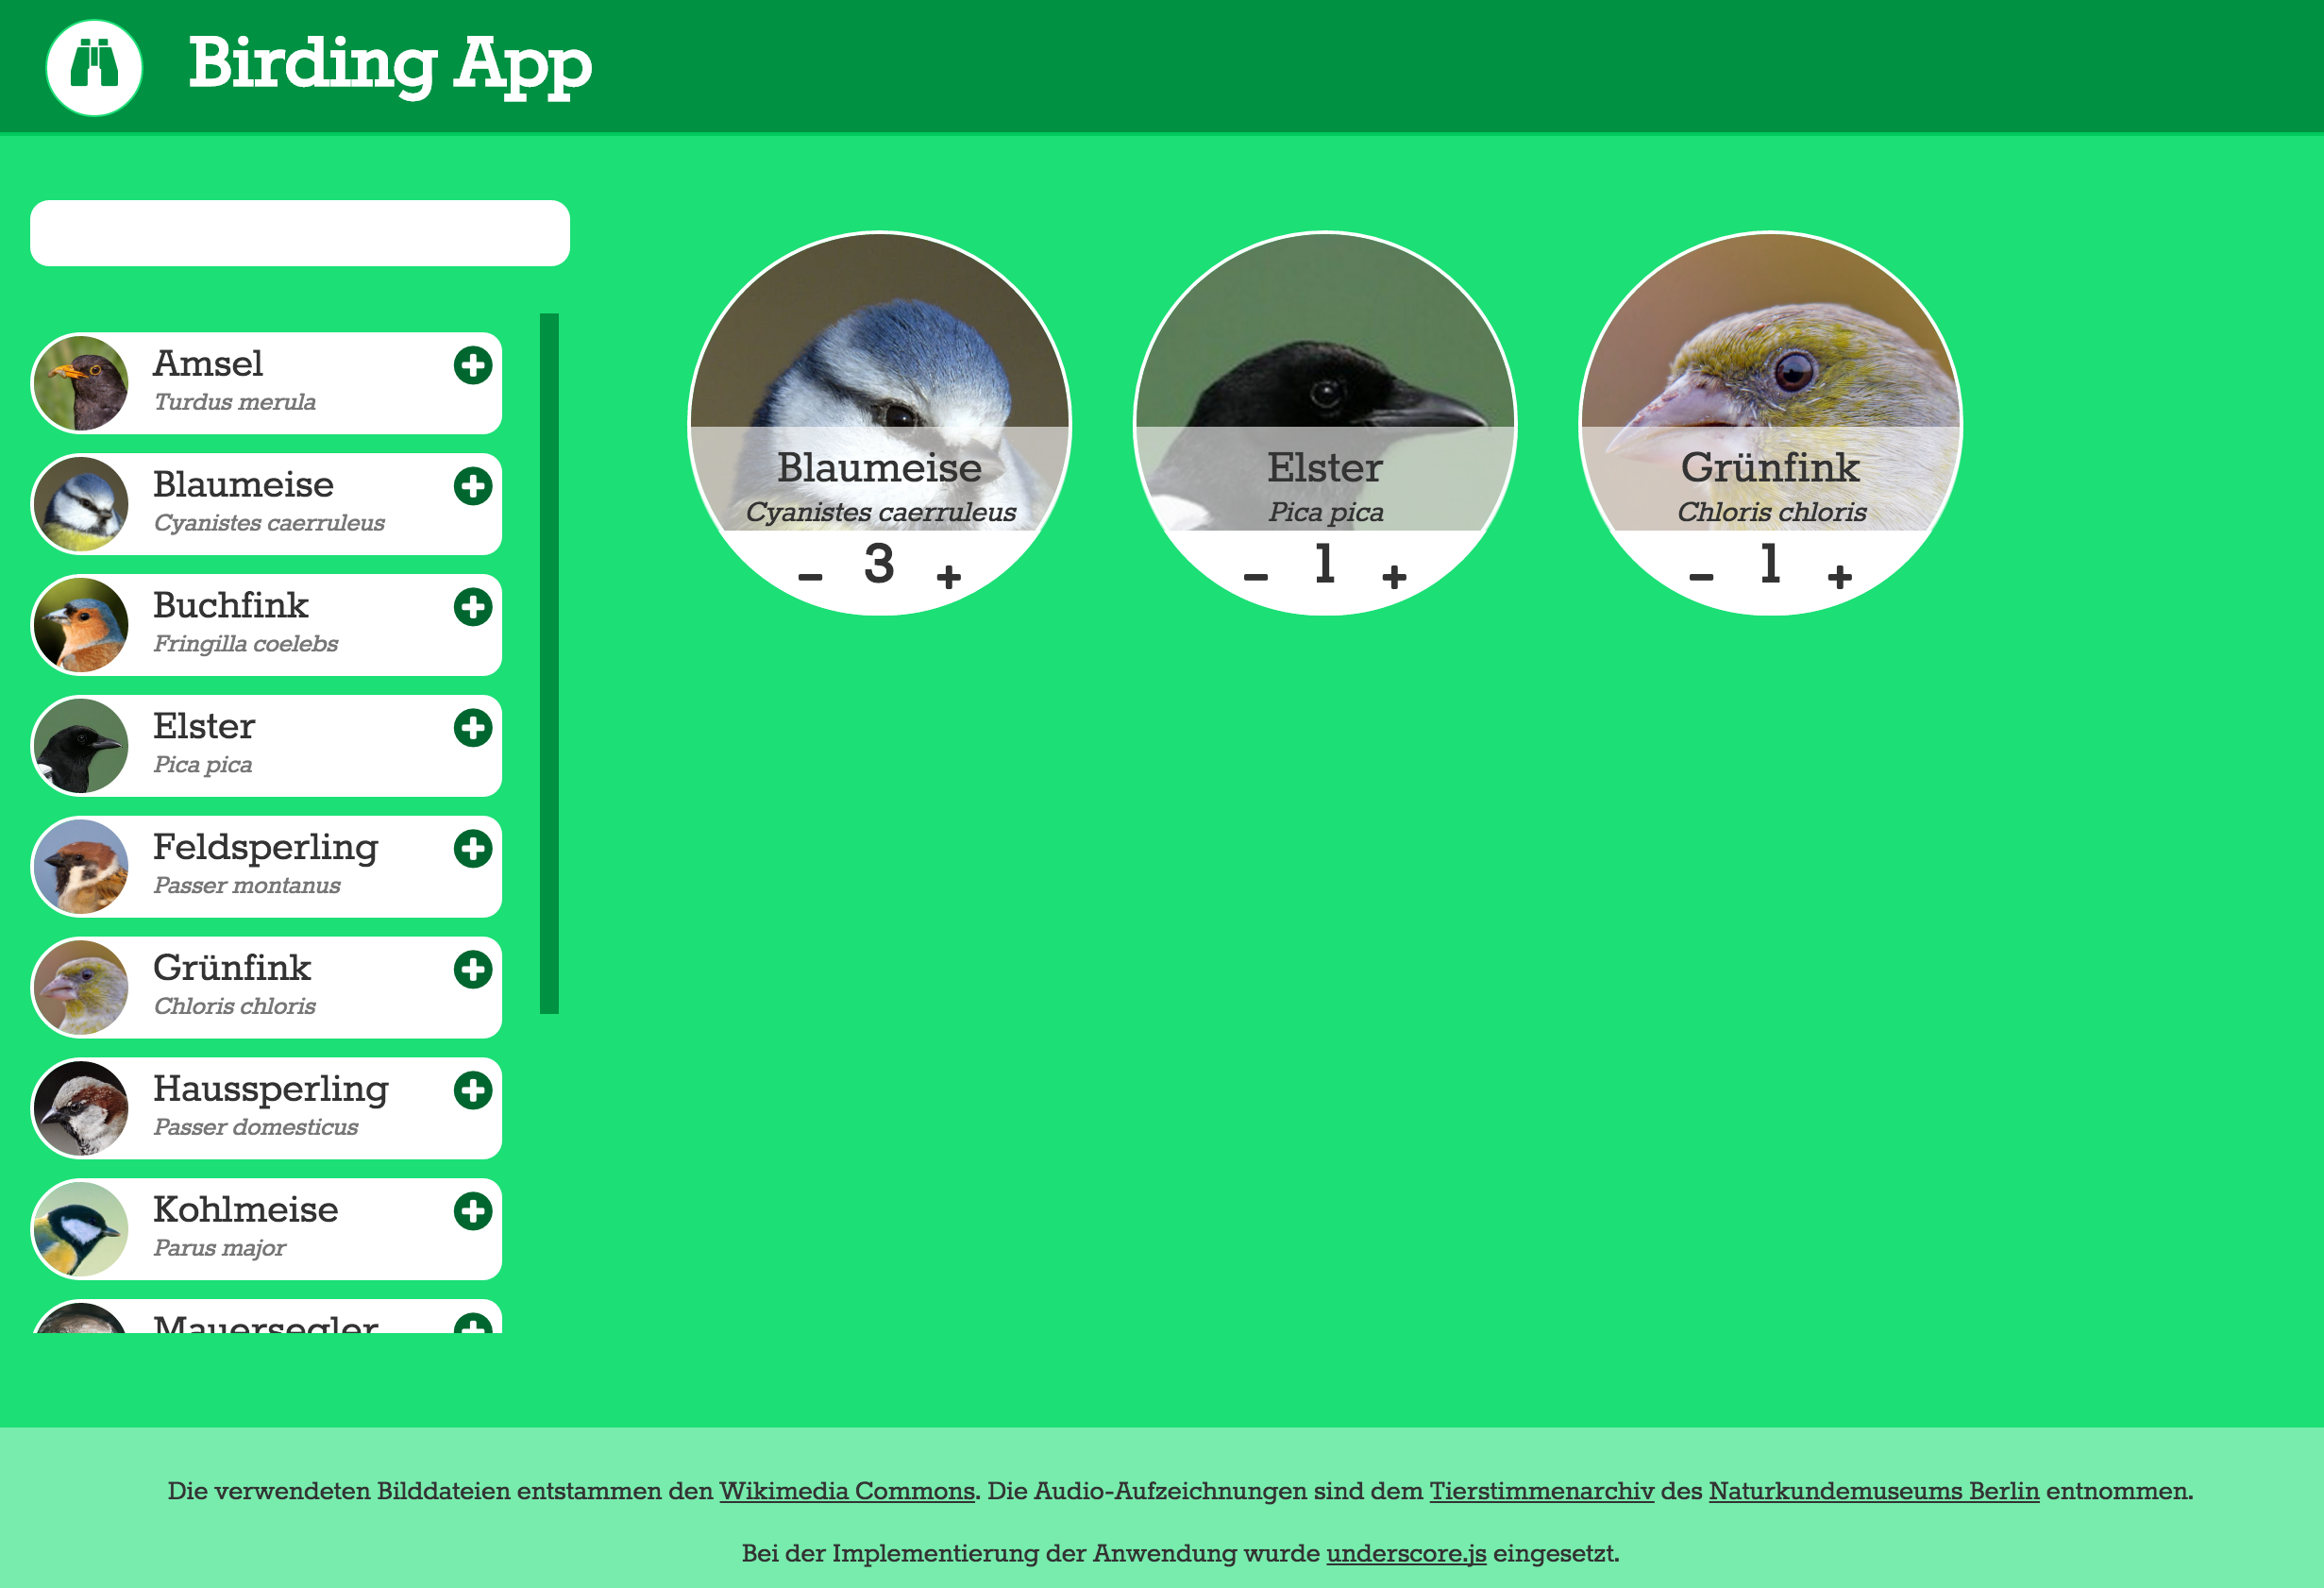 Birding App
Amsel
Turdus merula
Blaumeise
Cyanistes caerruleus
Buchfink
Fringilla coelebs
Elster
Pica pica
Feldsperling
Passer montanus
Grünfink
Chloris chloris
Haussperling
Passer domesticus
Kohlmeise
Parus major
Mauersegler
Blaumeise
Cyanistes caerruleus
- 3 +
Elster
Pica pica
- 1 +
Grünfink
Chloris chloris
- 1 +
Die verwendeten Bilddateien entstammen den Wikimedia Commons. Die Audio-Aufzeichnungen sind dem Tierstimmenarchiv des Naturkundemuseums Berlin entnommen.
Bei der Implementierung der Anwendung wurde underscore.js eingesetzt.